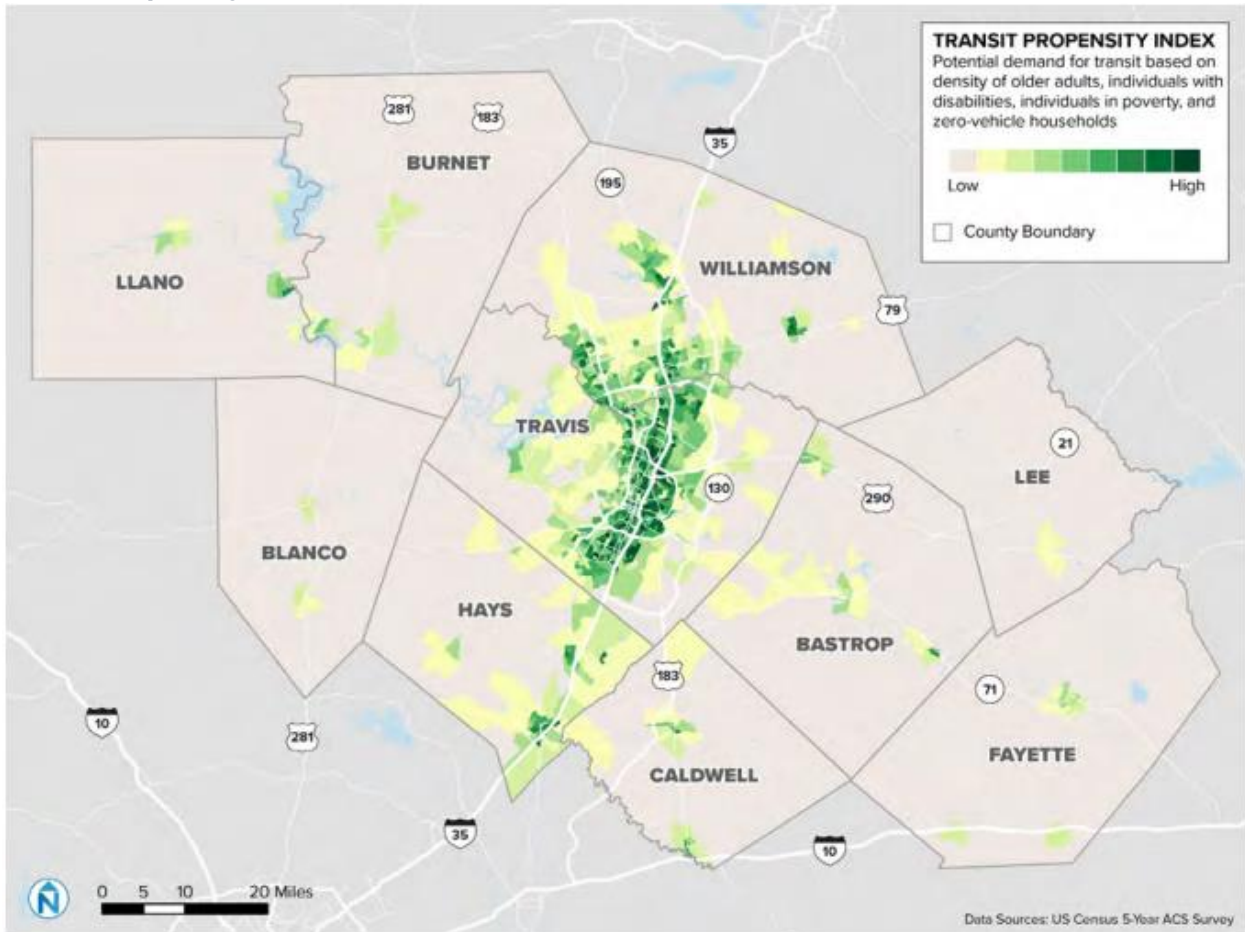 TRANSIT PROPENSITY INDEX
Potential demand for transit based on
density of older adults, individuals with
disabilities, individuals in poverty, and
zero-vehicle households
Low
High
County Boundary
281
183
35
BURNET
195
LLANO
WILLIAMSON
79
TRAVIS
21
LEE
130
290
BLANCO
HAYS
BASTROP
183
71
10
281
FAYETTE
CALDWELL
35
10
N
0 5 10 20 Miles
Data Sources: US Census 5-Year ACS Survey